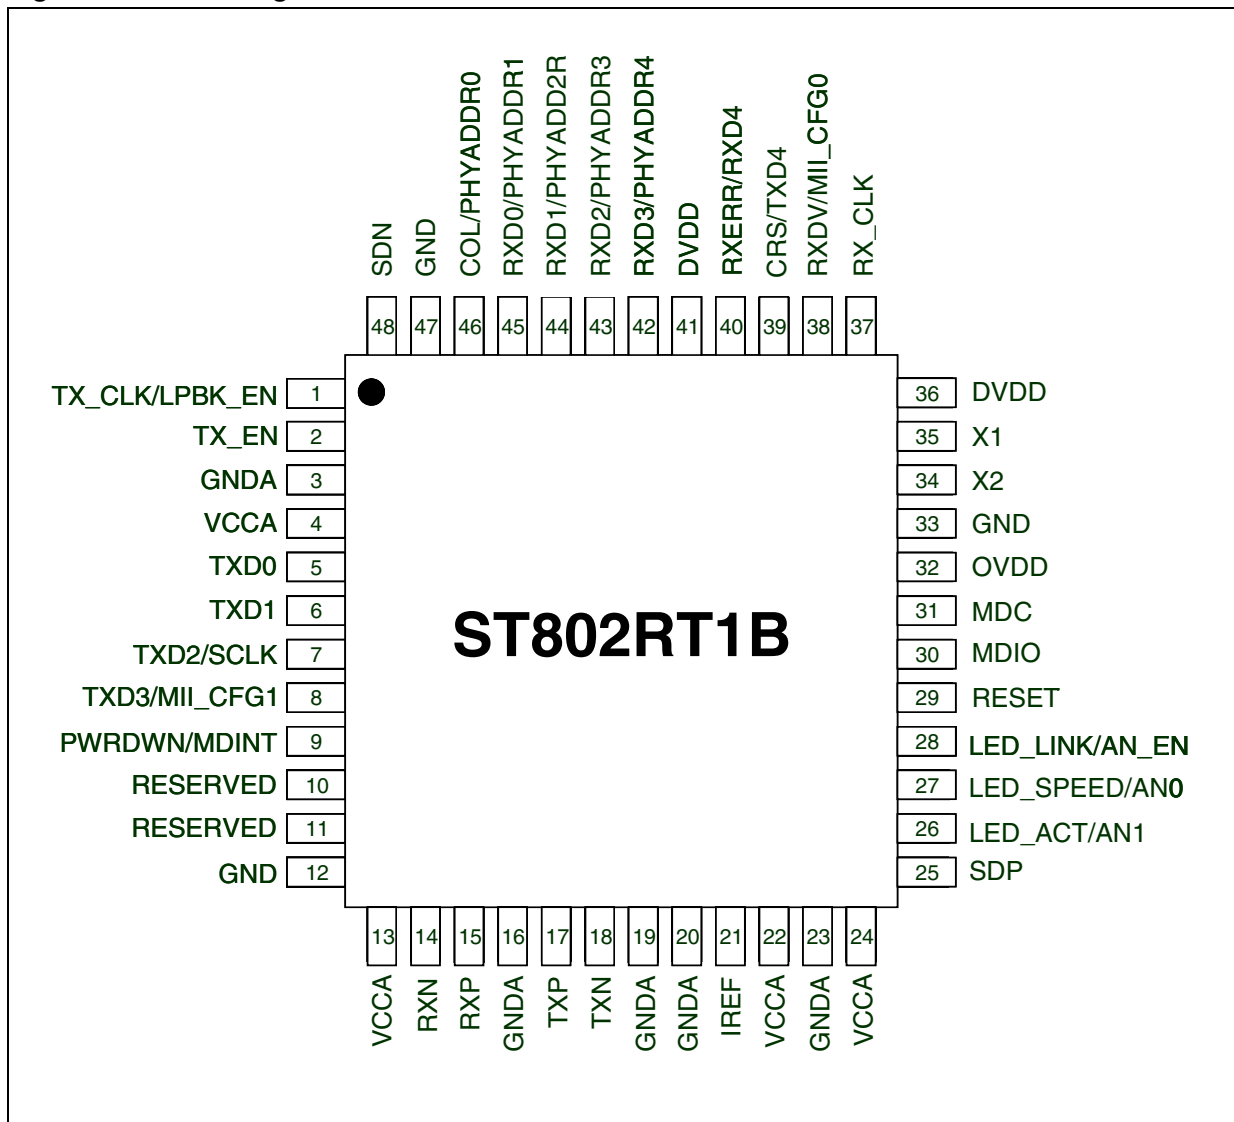 SDN
GND
COL/PHYADDR0
RXD0/PHYADDR1
RXD1/PHYADD2R
RXD2/PHYADDR3
RXD3/PHYADDR4
DVDD
RXERR/RXD4
CRS/TXD4
RXDV/MII_CFG0
RX_CLK
48 47 46 45 44 43 42 41 40 39 38 37
TX_CLK/LPBK_EN 1
TX_EN 2
GNDA 3
VCCA 4
TXD0 5
TXD1 6
TXD2/SCLK 7
TXD3/MII_CFG1 8
PWRDWN/MDINT 9
RESERVED 10
RESERVED 11
GND 12
ST802RT1B
36 DVDD
35 X1
34 X2
33 GND
32 OVDD
31 MDC
30 MDIO
29 RESET
28 LED_LINK/AN_EN
27 LED_SPEED/AN0
26 LED_ACT/AN1
25 SDP
13 14 15 16 17 18 19 20 21 22 23 24
VCCA
RXN
RXP
GNDA
TXP
TXN
GNDA
GNDA
IREF
VCCA
GNDA
VCCA